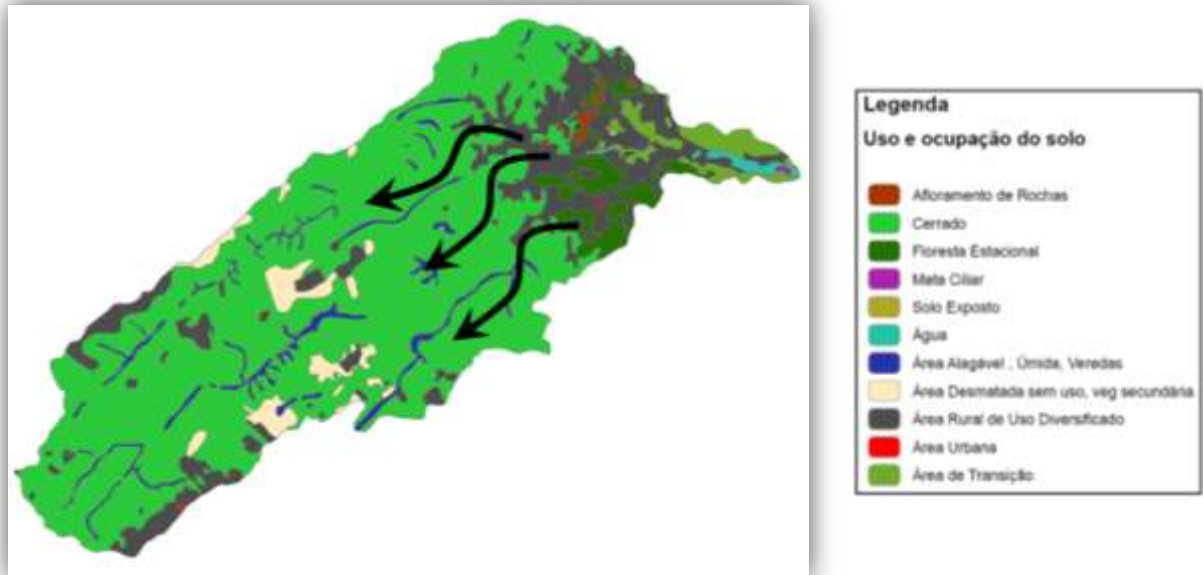 Legenda
Uso e ocupação do solo
Afloramento de Rochas
Cerrado
Floresta Estacional
Mata Ciliar
Solo Exposto
Água
Área Alagável , Úmida, Veredas
Área Desmatada sem uso, veg secundária
Área Rural de Uso Diversificado
Área Urbana
Área de Transição